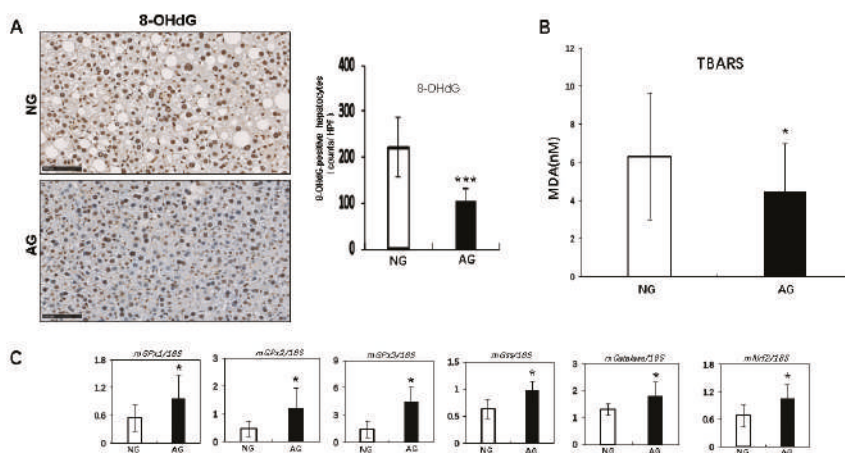 A
8-OHdG
NG
AG
8-OHdG-positive hepatocytes
( counts/ HPF)
400
300
200
100
0
8-OHdG
***
NG AG
B
TBARS
MDA(nM)
12
10
8
6
4
2
0
*
NG AG
C
mGPx1/18S
1.8
1.2
0.6
0
*
NG AG
mGPx2/18S
3
2
1
0
*
NG AG
mGPx3/18S
9
6
3
0
*
NG AG
mGss/18S
1.5
1
0.5
0
*
NG AG
mCatalase/18S
3
2
1
0
*
NG AG
mNrf2/18S
1.8
1.2
0.6
0
*
NG AG